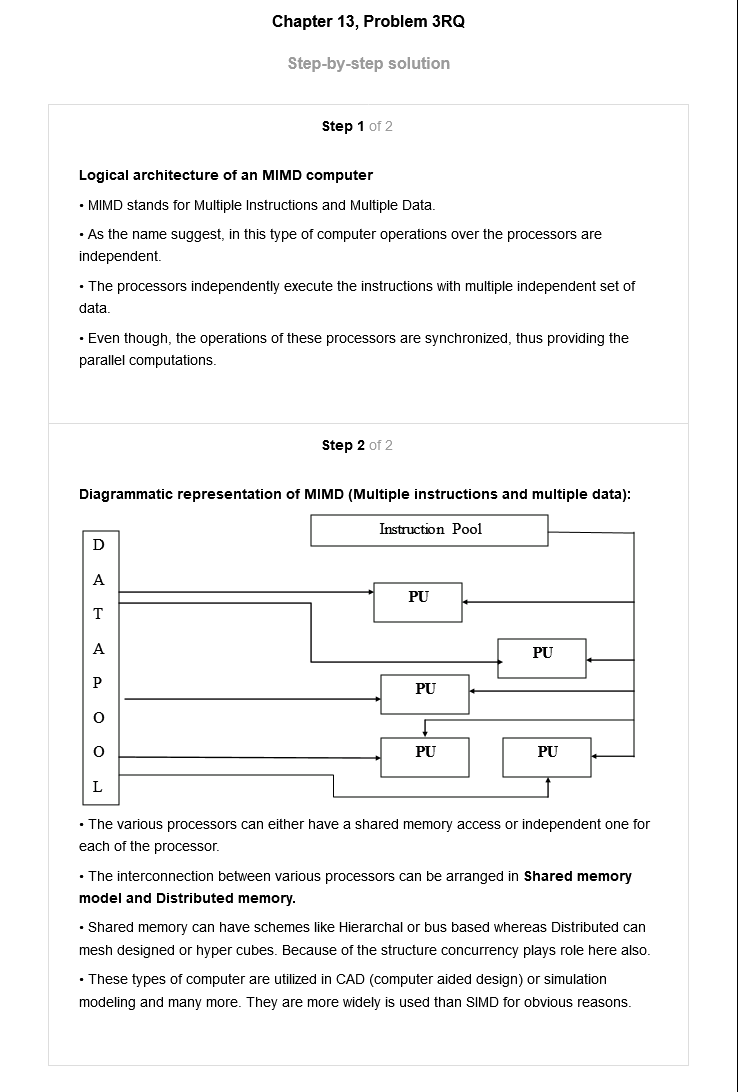 Chapter 13, Problem 3RQ
Step-by-step solution
Step 1 of 2
Logical architecture of an MIMD computer
• MIMD stands for Multiple Instructions and Multiple Data.
• As the name suggest, in this type of computer operations over the processors are
independent.
• The processors independently execute the instructions with multiple independent set of
data.
• Even though, the operations of these processors are synchronized, thus providing the
parallel computations.
Step 2 of 2
Diagrammatic representation of MIMD (Multiple instructions and multiple data):
Instruction Pool
D
A
T
A
P
O
O
L
PU
PU
PU
PU
PU
• The various processors can either have a shared memory access or independent one for
each of the processor.
• The interconnection between various processors can be arranged in Shared memory
model and Distributed memory.
• Shared memory can have schemes like Hierarchal or bus based whereas Distributed can
mesh designed or hyper cubes. Because of the structure concurrency plays role here also.
• These types of computer are utilized in CAD (computer aided design) or simulation
modeling and many more. They are more widely is used than SIMD for obvious reasons.